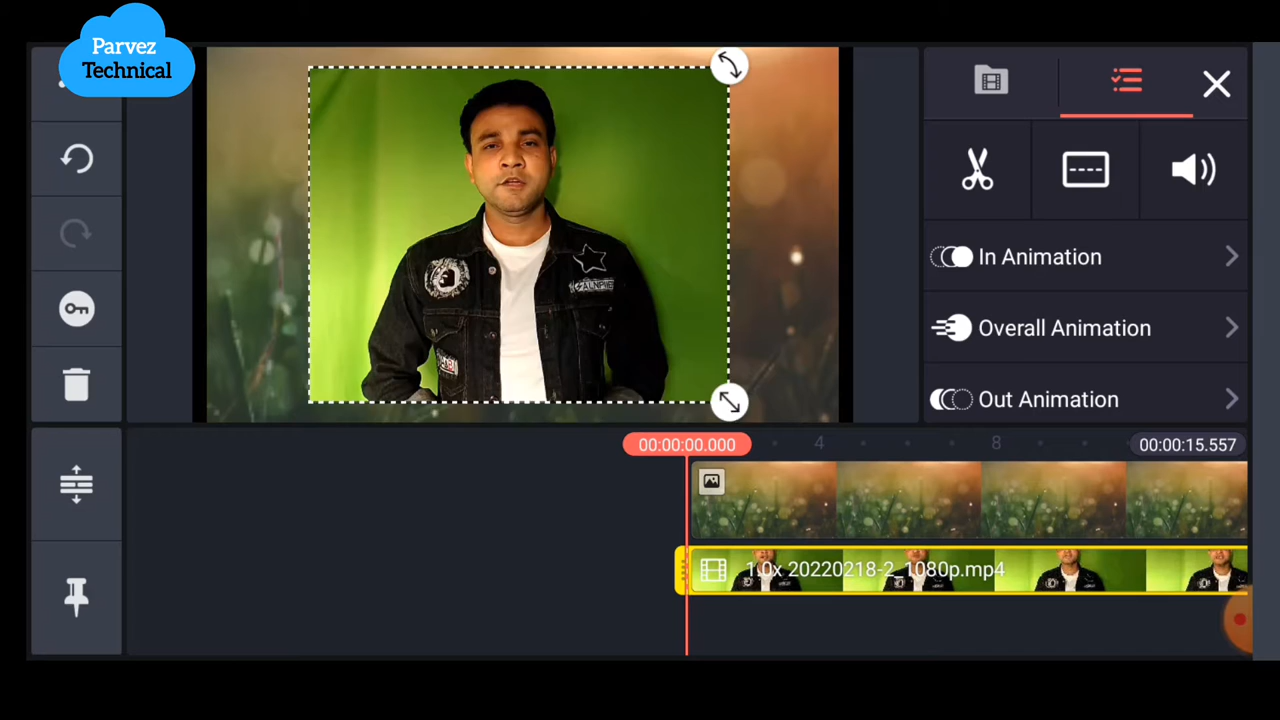 Parvez
Technical
In Animation
Overall Animation
Out Animation
00:00:00.000
4
8
00:00:15.557
1.0x 20220218-2_1080p.mp4